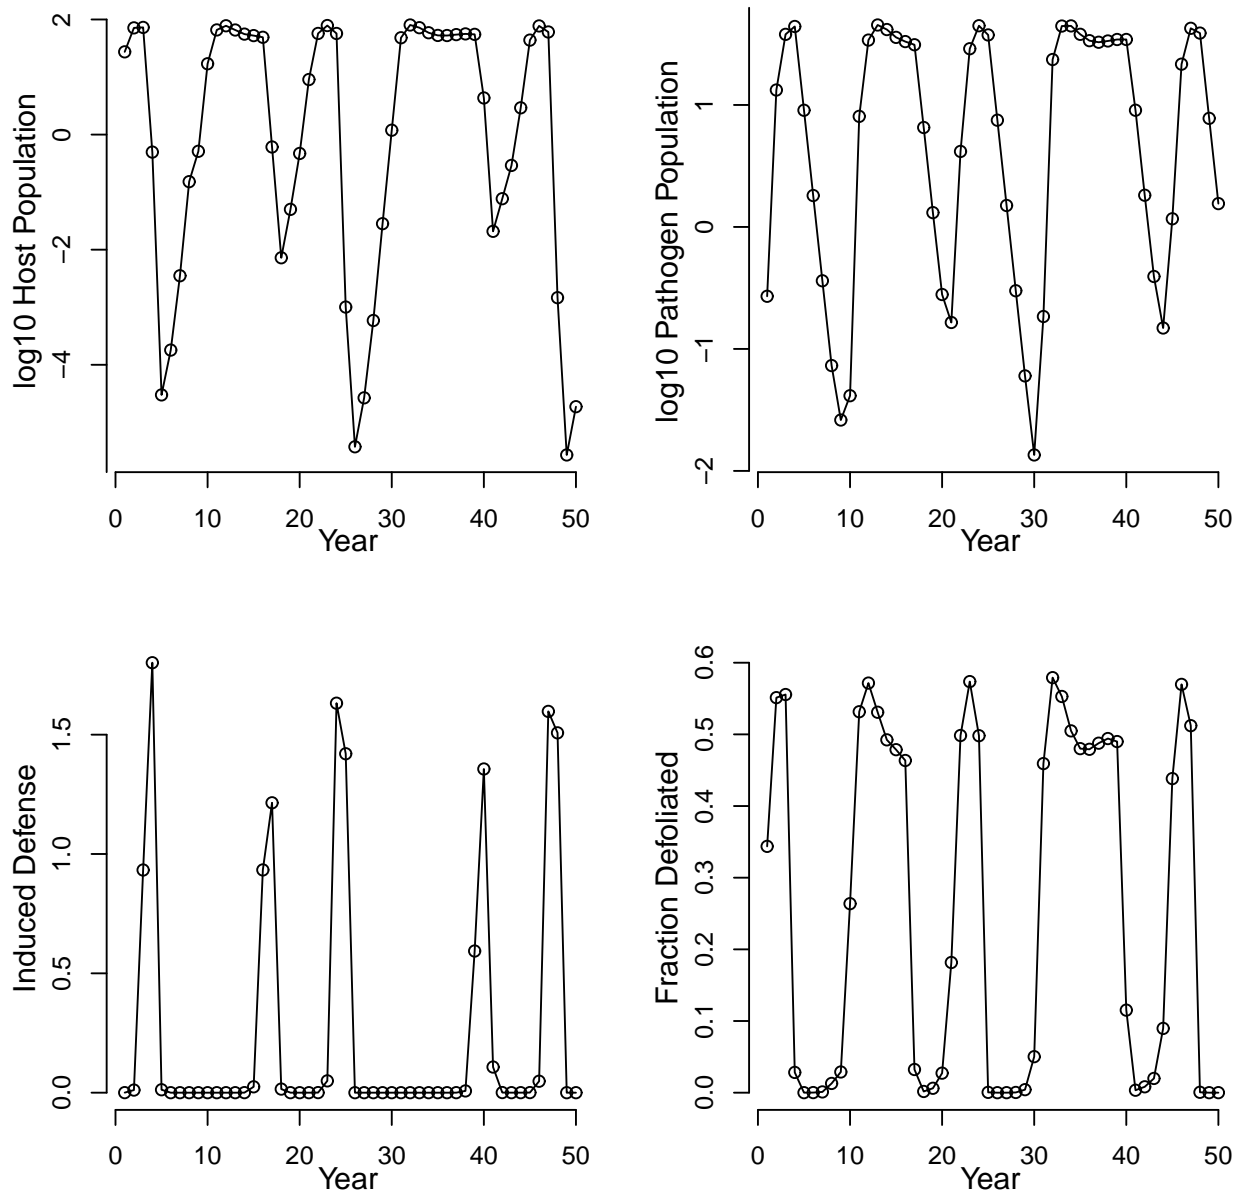 log10 Host Population
2
0
−2
−4
0 10 20 30 40 50
Year
log10 Pathogen Population
1
0
−1
−2
0 10 20 30 40 50
Year
Induced Defense
1.5
1.0
0.5
0.0
0 10 20 30 40 50
Year
Fraction Defoliated
0.6
0.5
0.4
0.3
0.2
0.1
0.0
0 10 20 30 40 50
Year